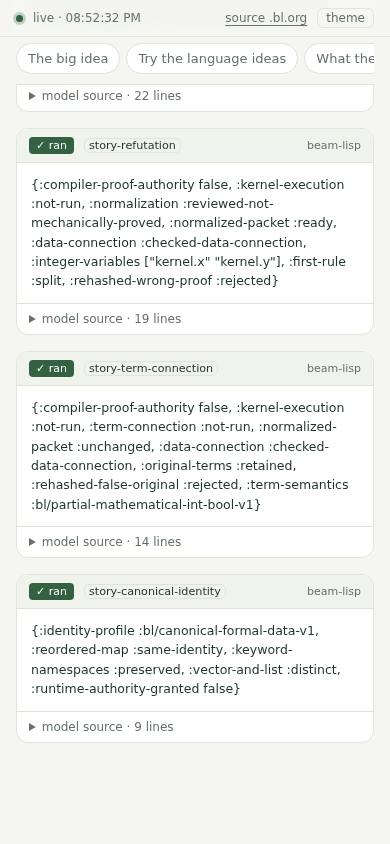 live · 08:52:32 PM
source .bl.org
theme
The big idea
Try the language ideas
What the
▶ model source · 22 lines
✓ ran story-refutation beam-lisp
{:compiler-proof-authority false, :kernel-execution
:not-run, :normalization :reviewed-not-
mechanically-proved, :normalized-packet :ready,
:data-connection :checked-data-connection,
:integer-variables ["kernel.x" "kernel.y"], :first-rule
:split, :rehashed-wrong-proof :rejected}
▶ model source · 19 lines
✓ ran story-term-connection beam-lisp
{:compiler-proof-authority false, :kernel-execution
:not-run, :term-connection :not-run, :normalized-
packet :unchanged, :data-connection :checked-
data-connection, :original-terms :retained,
:rehashed-false-original :rejected, :term-semantics
:bl/partial-mathematical-int-bool-v1}
▶ model source · 14 lines
✓ ran story-canonical-identity beam-lisp
{:identity-profile :bl/canonical-formal-data-v1,
:reordered-map :same-identity, :keyword-
namespaces :preserved, :vector-and-list :distinct,
:runtime-authority-granted false}
▶ model source · 9 lines